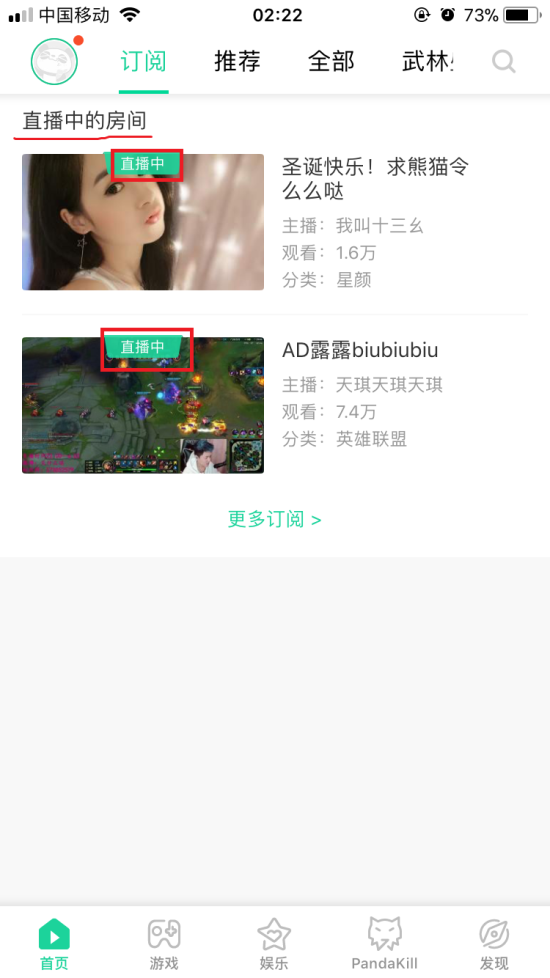 中国移动
02:22
73%
订阅
推荐
全部
武林
直播中的房间
直播中
圣诞快乐！求熊猫令
么么哒
主播：我叫十三幺
观看：1.6万
分类：星颜
直播中
AD露露biubiubiu
主播：天琪天琪天琪
观看：7.4万
分类：英雄联盟
更多订阅 >
首页
游戏
娱乐
PandaKill
发现